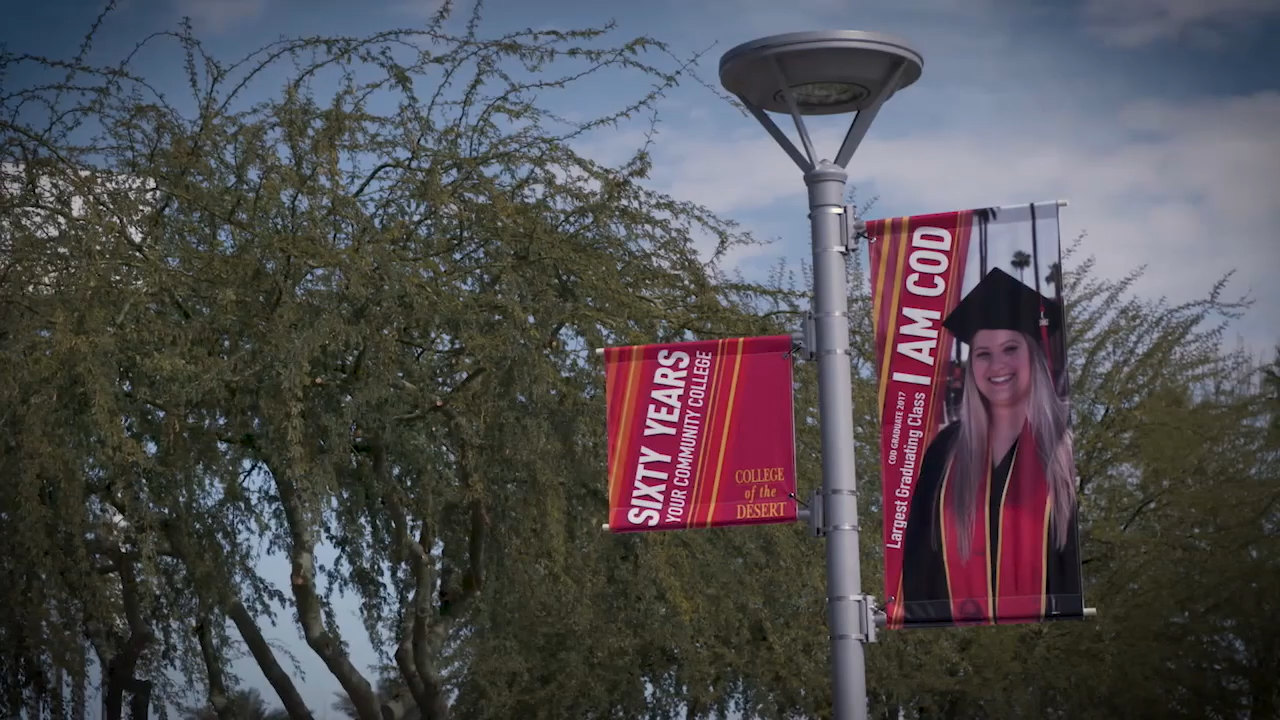 SIXTY YEARS
YOUR COMMUNITY COLLEGE
COLLEGE
of the
DESERT
I AM COD
COD GRADUATE 2017
Largest Graduating Class